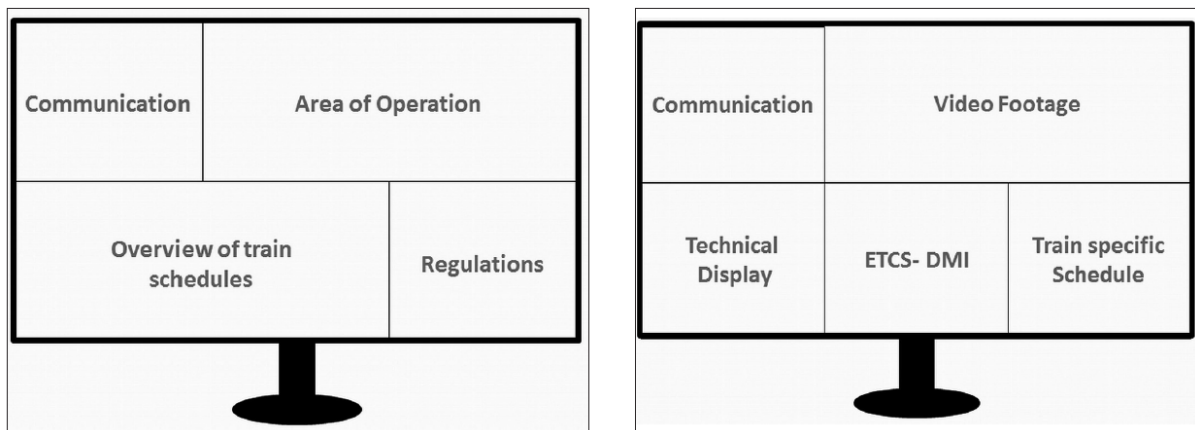 Communication
Area of Operation
Overview of train
schedules
Regulations
Communication
Video Footage
Technical
Display
ETCS- DMI
Train specific
Schedule